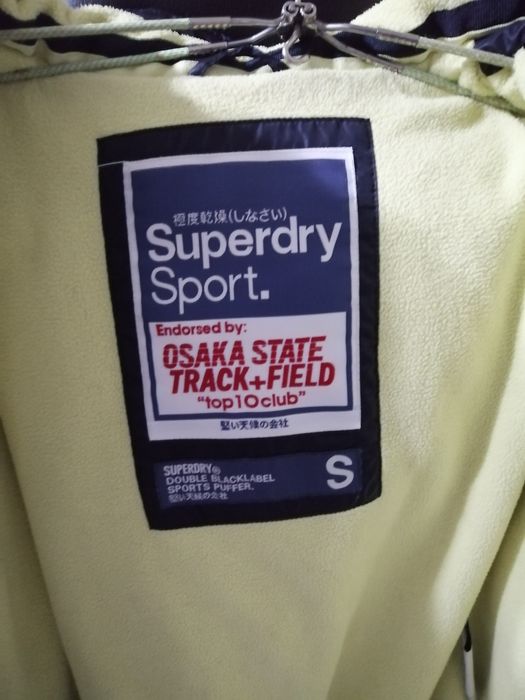 極度乾燥(しなさい)
Superdry
Sport.
Endorsed by:
OSAKA STATE
TRACK+FIELD
"top10club"
堅い天候の会社
SUPERDRY®
DOUBLE BLACKLABEL
SPORTS PUFFER.
堅い天候の会社
S